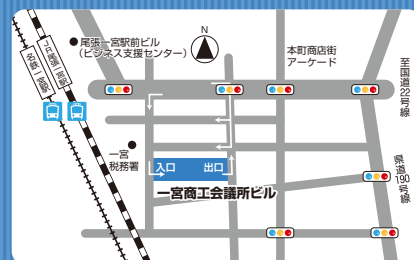 尾張一宮駅前ビル
(ビジネス支援センター)
N
本町商店街
アーケード
JR尾張一宮駅
名鉄一宮駅
至国道22号線
一宮
税務署
入口
出口
一宮商工会議所ビル
県道190号線